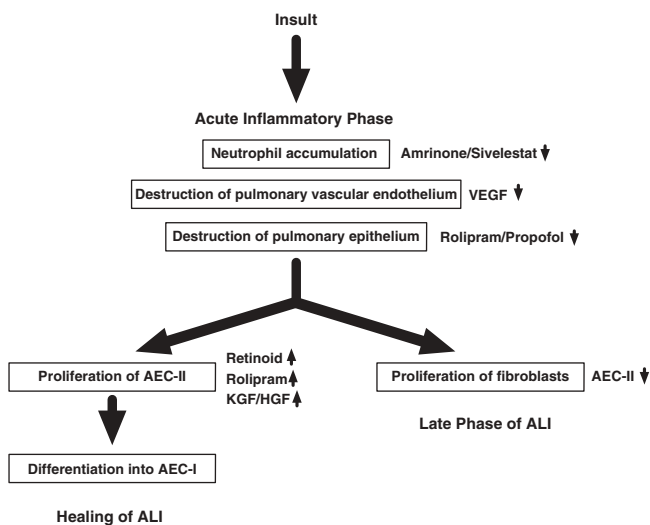 Insult
Acute Inflammatory Phase
Neutrophil accumulation Amrinone/Sivelestat
Destruction of pulmonary vascular endothelium VEGF
Destruction of pulmonary epithelium Rolipram/Propofol
Retinoid
Proliferation of AEC-II Rolipram Proliferation of fibroblasts AEC-II
KGF/HGF
Late Phase of ALI
Differentiation into AEC-I
Healing of ALI